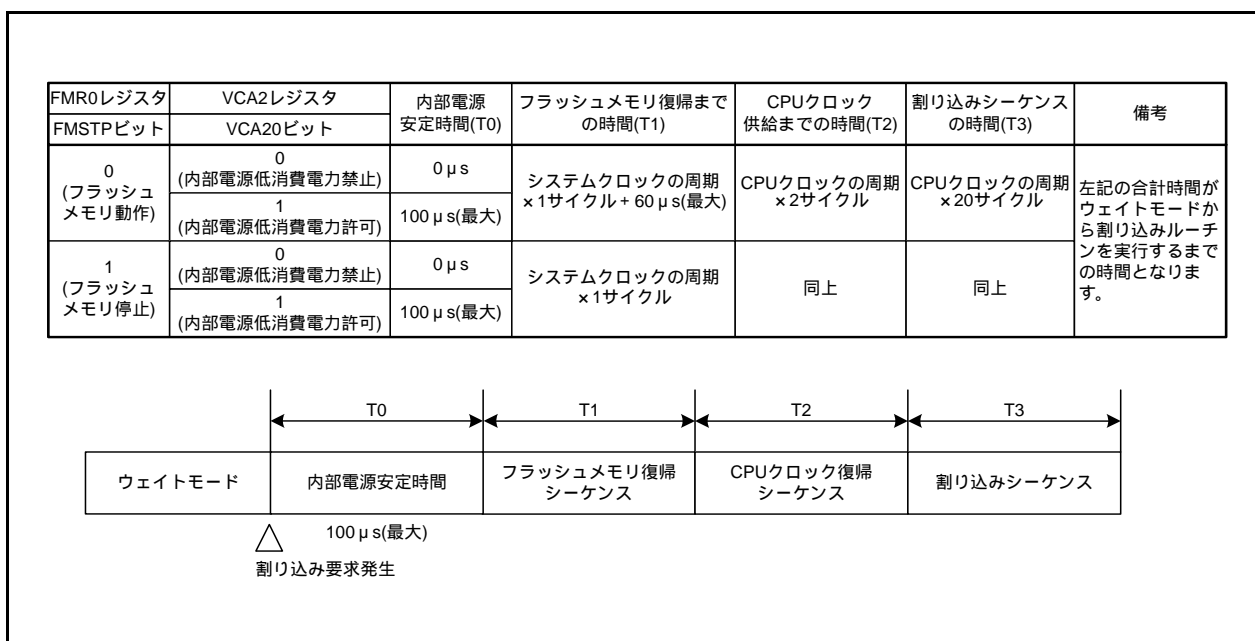 FMR0レジスタ
FMSTPビット
VCA2レジスタ
VCA20ビット
内部電源
安定時間(T0)
フラッシュメモリ復帰まで
の時間(T1)
CPUクロック
供給までの時間(T2)
割り込みシーケンス
の時間(T3)
備考
0
(フラッシュ
メモリ動作)
0
(内部電源低消費電力禁止)
0μs
1
(内部電源低消費電力許可)
100μs(最大)
システムクロックの周期
×1サイクル+60μs(最大)
CPUクロックの周期
×2サイクル
CPUクロックの周期
×20サイクル
左記の合計時間が
ウェイトモードか
ら割り込みルーチ
ンを実行するまで
の時間となりま
す。
1
(フラッシュ
メモリ停止)
0
(内部電源低消費電力禁止)
0μs
1
(内部電源低消費電力許可)
100μs(最大)
システムクロックの周期
×1サイクル
同上
同上
T0
T1
T2
T3
ウェイトモード
内部電源安定時間
フラッシュメモリ復帰
シーケンス
CPUクロック復帰
シーケンス
割り込みシーケンス
100μs(最大)
割り込み要求発生